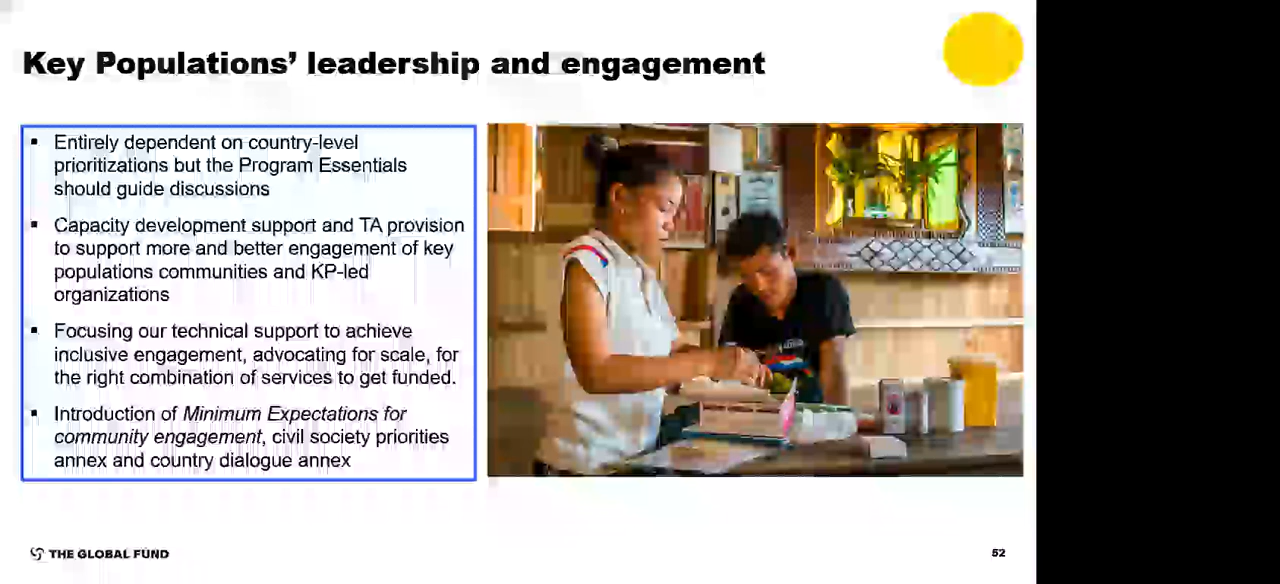 Key Populations’ leadership and engagement
▪ Entirely dependent on country-level
prioritizations but the Program Essentials
should guide discussions
▪ Capacity development support and TA provision
to support more and better engagement of key
populations communities and KP-led
organizations
▪ Focusing our technical support to achieve
inclusive engagement, advocating for scale, for
the right combination of services to get funded.
▪ Introduction of Minimum Expectations for
community engagement, civil society priorities
annex and country dialogue annex
THE GLOBAL FUND
52